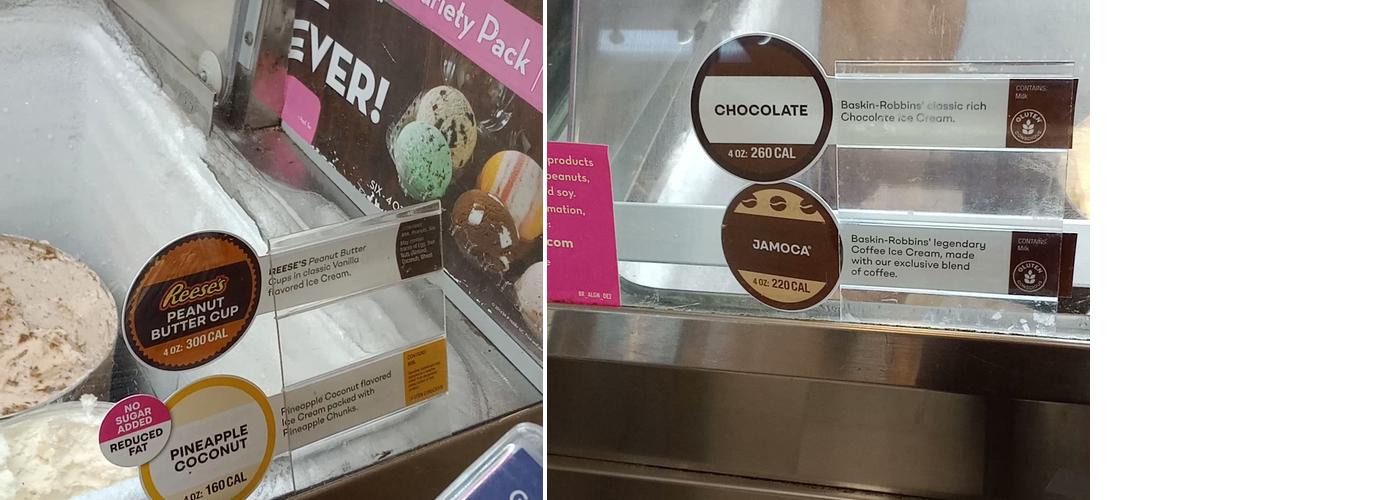 Variety Pack
EVER!
Reese's
PEANUT
BUTTER CUP
4 OZ: 300 CAL
REESE'S Peanut Butter
Cups in classic Vanilla
flavored Ice Cream.
NO
SUGAR
ADDED
REDUCED
FAT
PINEAPPLE
COCONUT
4 OZ: 160 CAL
Pineapple Coconut flavored
Ice Cream packed with
Pineapple Chunks.
CHOCOLATE
4 OZ: 260 CAL
Baskin-Robbins' classic rich
Chocolate Ice Cream.
CONTAINS:
Milk
GLUTEN
CONSCIOUS
JAMOCA®
4 OZ: 220 CAL
Baskin-Robbins' legendary
Coffee Ice Cream, made
with our exclusive blend
of coffee.
CONTAINS:
Milk
GLUTEN
CONSCIOUS
products
peanuts,
soy.
com